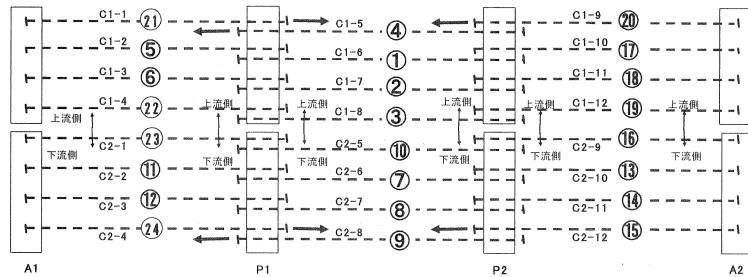 C1-1 ㉑ C1-5 ④ C1-9 ⑳
C1-2 ⑤ C1-6 ① C1-10 ⑰
C1-3 ⑥ C1-7 ② C1-11 ⑱
C1-4 ㉒ C1-8 ③ C1-12 ⑲
上流側 上流側 上流側 上流側 上流側 上流側
㉓ ⑩ ⑯
C2-1 C2-5 C2-9
下流側 下流側 下流側 下流側 下流側 下流側
C2-2 ⑪ C2-6 ⑦ C2-10 ⑬
C2-3 ⑫ C2-7 ⑧ C2-11 ⑭
C2-4 ㉔ C2-8 ⑨ C2-12 ⑮
A1 P1 P2 A2